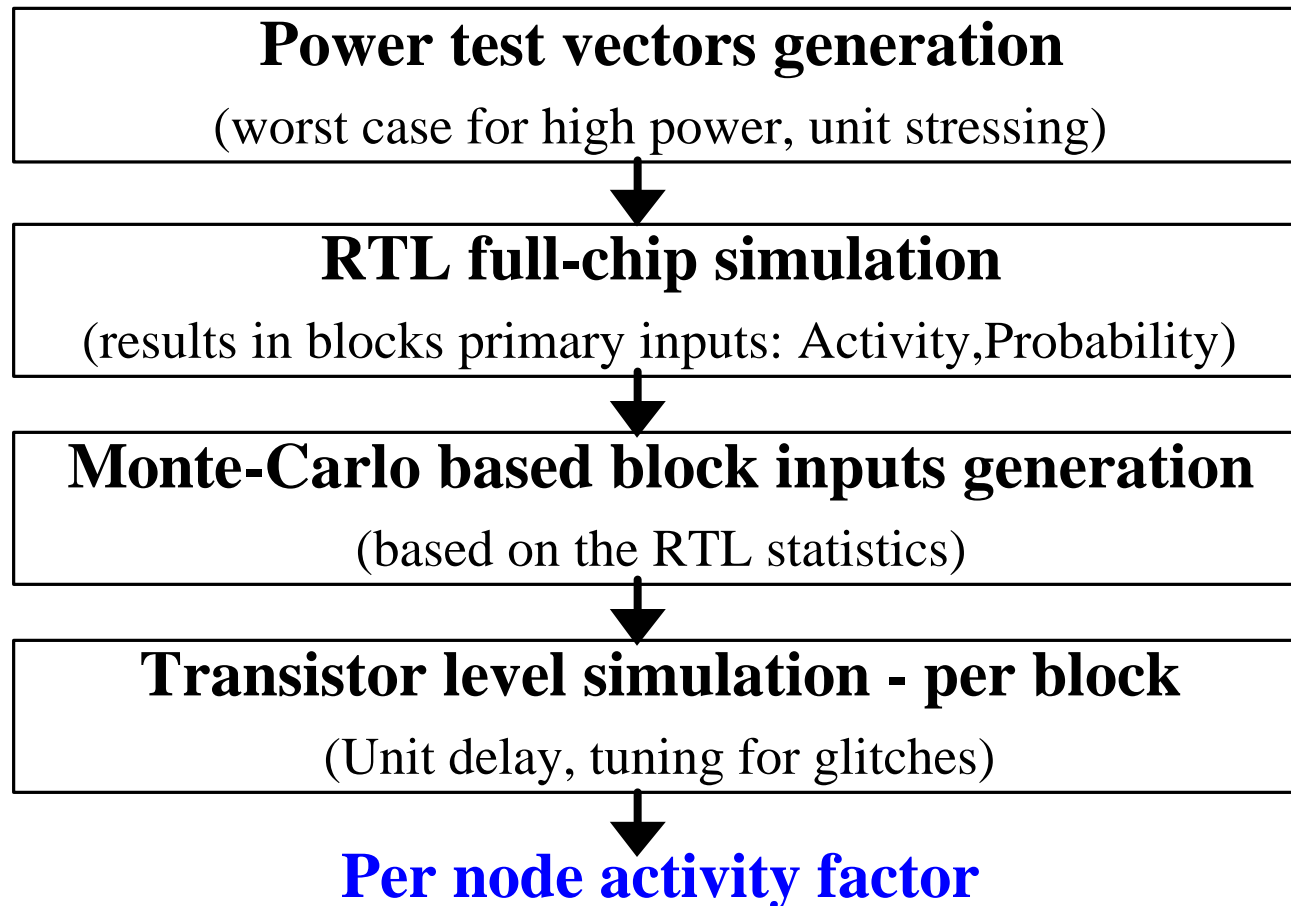 Power test vectors generation
(worst case for high power, unit stressing)
RTL full-chip simulation
(results in blocks primary inputs: Activity,Probability)
Monte-Carlo based block inputs generation
(based on the RTL statistics)
Transistor level simulation - per block
(Unit delay, tuning for glitches)
Per node activity factor